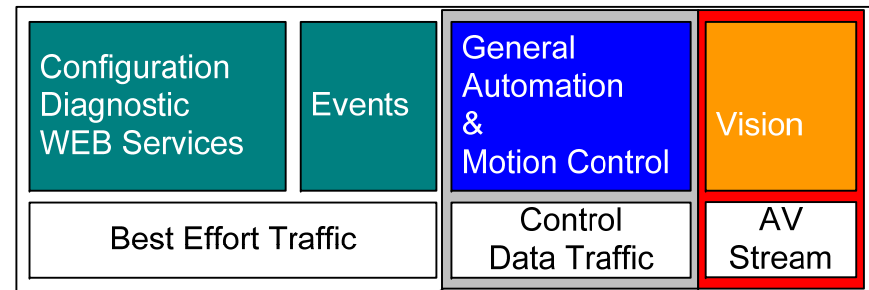 Configuration
Diagnostic
WEB Services
Events
General
Automation
&
Motion Control
Vision
Best Effort Traffic
Control
Data Traffic
AV
Stream